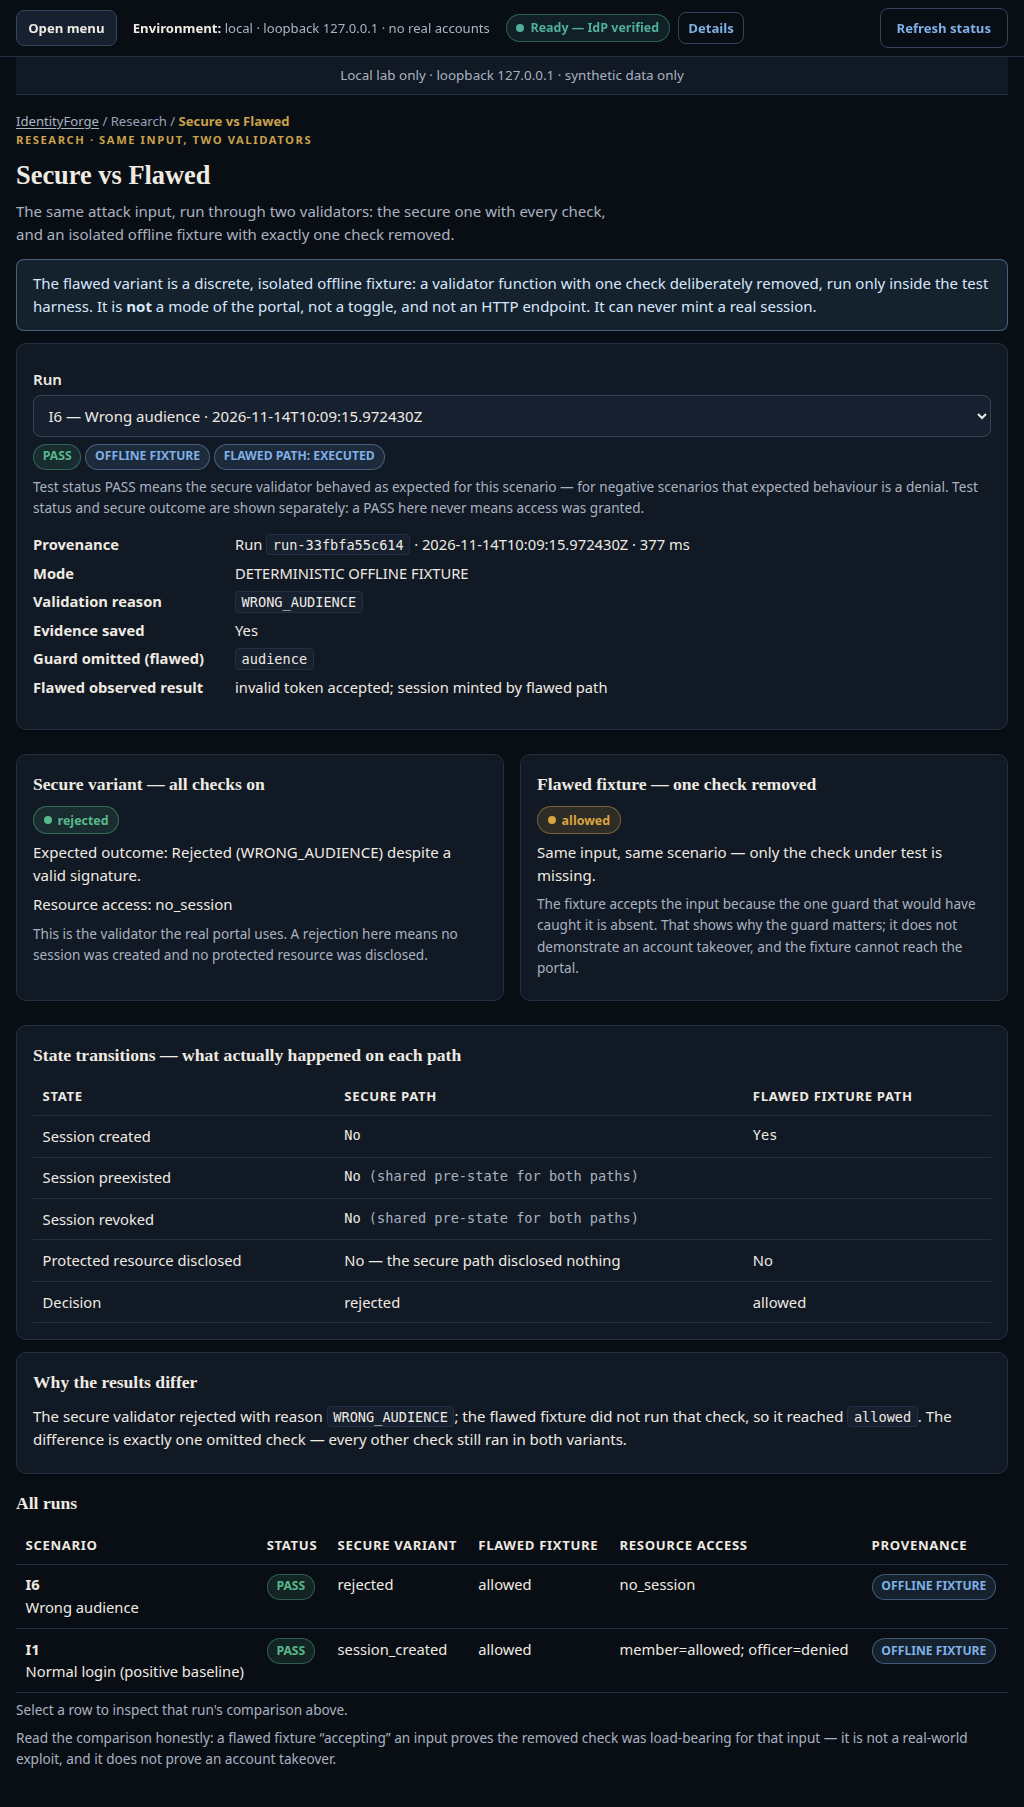 Open menu
Environment: local · loopback 127.0.0.1 · no real accounts
Ready — IdP verified
Details
Refresh status
Local lab only · loopback 127.0.0.1 · synthetic data only
IdentityForge / Research / Secure vs Flawed
RESEARCH · SAME INPUT, TWO VALIDATORS
Secure vs Flawed
The same attack input, run through two validators: the secure one with every check,
and an isolated offline fixture with exactly one check removed.
The flawed variant is a discrete, isolated offline fixture: a validator function with one check deliberately removed, run only inside the test
harness. It is not a mode of the portal, not a toggle, and not an HTTP endpoint. It can never mint a real session.
Run
I6 — Wrong audience · 2026-11-14T10:09:15.972430Z
PASS OFFLINE FIXTURE FLAWED PATH: EXECUTED
Test status PASS means the secure validator behaved as expected for this scenario — for negative scenarios that expected behaviour is a denial. Test
status and secure outcome are shown separately: a PASS here never means access was granted.
Provenance Run run-33fbfa55c614 · 2026-11-14T10:09:15.972430Z · 377 ms
Mode DETERMINISTIC OFFLINE FIXTURE
Validation reason WRONG_AUDIENCE
Evidence saved Yes
Guard omitted (flawed) audience
Flawed observed result invalid token accepted; session minted by flawed path
Secure variant — all checks on
rejected
Expected outcome: Rejected (WRONG_AUDIENCE) despite a
valid signature.
Resource access: no_session
This is the validator the real portal uses. A rejection here means no
session was created and no protected resource was disclosed.
Flawed fixture — one check removed
allowed
Same input, same scenario — only the check under test is
missing.
The fixture accepts the input because the one guard that would have
caught it is absent. That shows why the guard matters; it does not
demonstrate an account takeover, and the fixture cannot reach the
portal.
State transitions — what actually happened on each path
STATE SECURE PATH FLAWED FIXTURE PATH
Session created No Yes
Session preexisted No (shared pre-state for both paths)
Session revoked No (shared pre-state for both paths)
Protected resource disclosed No — the secure path disclosed nothing No
Decision rejected allowed
Why the results differ
The secure validator rejected with reason WRONG_AUDIENCE; the flawed fixture did not run that check, so it reached allowed. The
difference is exactly one omitted check — every other check still ran in both variants.
All runs
SCENARIO STATUS SECURE VARIANT FLAWED FIXTURE RESOURCE ACCESS PROVENANCE
I6 PASS rejected allowed no_session OFFLINE FIXTURE
Wrong audience
I1 PASS session_created allowed member=allowed; officer=denied OFFLINE FIXTURE
Normal login (positive baseline)
Select a row to inspect that run's comparison above.
Read the comparison honestly: a flawed fixture “accepting” an input proves the removed check was load-bearing for that input — it is not a real-world
exploit, and it does not prove an account takeover.